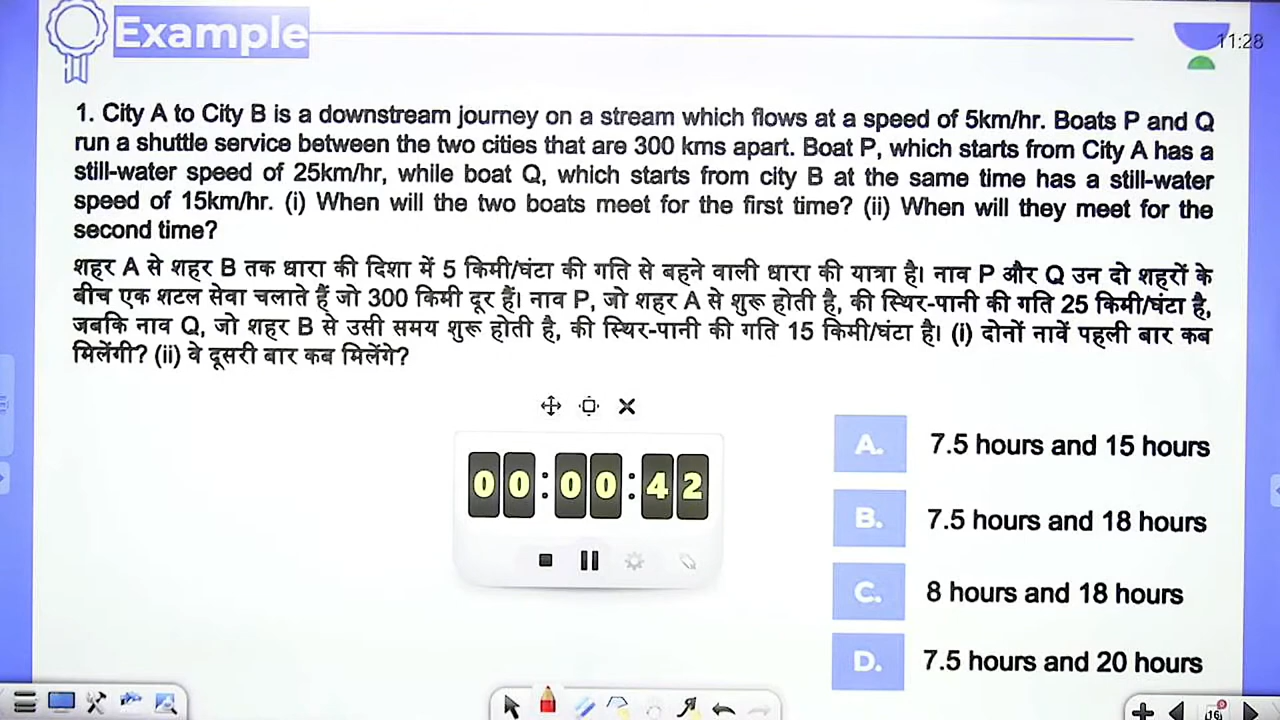 Example
11:28
1. City A to City B is a downstream journey on a stream which flows at a speed of 5km/hr. Boats P and Q
run a shuttle service between the two cities that are 300 kms apart. Boat P, which starts from City A has a
still-water speed of 25km/hr, while boat Q, which starts from city B at the same time has a still-water
speed of 15km/hr. (i) When will the two boats meet for the first time? (ii) When will they meet for the
second time?
शहर A से शहर B तक धारा की दिशा में 5 किमी/घंटा की गति से बहने वाली धारा की यात्रा है। नाव P और Q उन दो शहरों के
बीच एक शटल सेवा चलाते हैं जो 300 किमी दूर हैं। नाव P, जो शहर A से शुरू होती है, की स्थिर-पानी की गति 25 किमी/घंटा है,
जबकि नाव Q, जो शहर B से उसी समय शुरू होती है, की स्थिर-पानी की गति 15 किमी/घंटा है। (i) दोनों नावें पहली बार कब
मिलेंगी? (ii) वे दूसरी बार कब मिलेंगे?
00:00:42
A. 7.5 hours and 15 hours
B. 7.5 hours and 18 hours
C. 8 hours and 18 hours
D. 7.5 hours and 20 hours
16